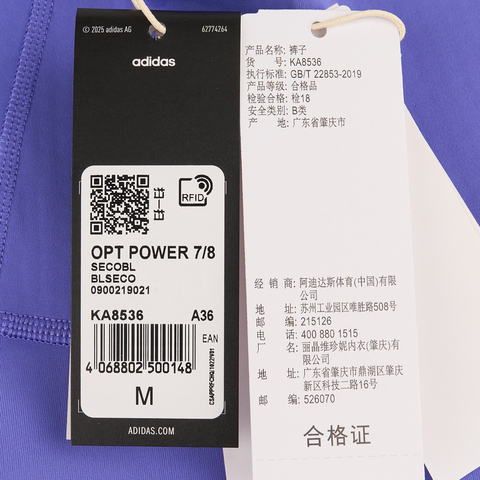 © 2025 adidas AG 62774264
adidas
RFID
OPT POWER 7/8
SECOBL
BLSECO
0900219021
KA8536 A36
EAN
4 068802 500148
M
ADIDAS.COM
产品名称: 裤子
货 号: KA8536
执行标准: GB/T 22853-2019
产品等级: 合格品
检验合格: 检18
安全类别: B类
产 地: 广东省肇庆市
经 销 商: 阿迪达斯体育(中国)有限公司
地 址: 苏州工业园区唯胜路508号
邮 编: 215126
电 话: 400 880 1515
厂 名: 丽晶维珍妮内衣(肇庆)有限公司
地 址: 广东省肇庆市鼎湖区肇庆新区科技二路16号
邮 编: 526070
合格证